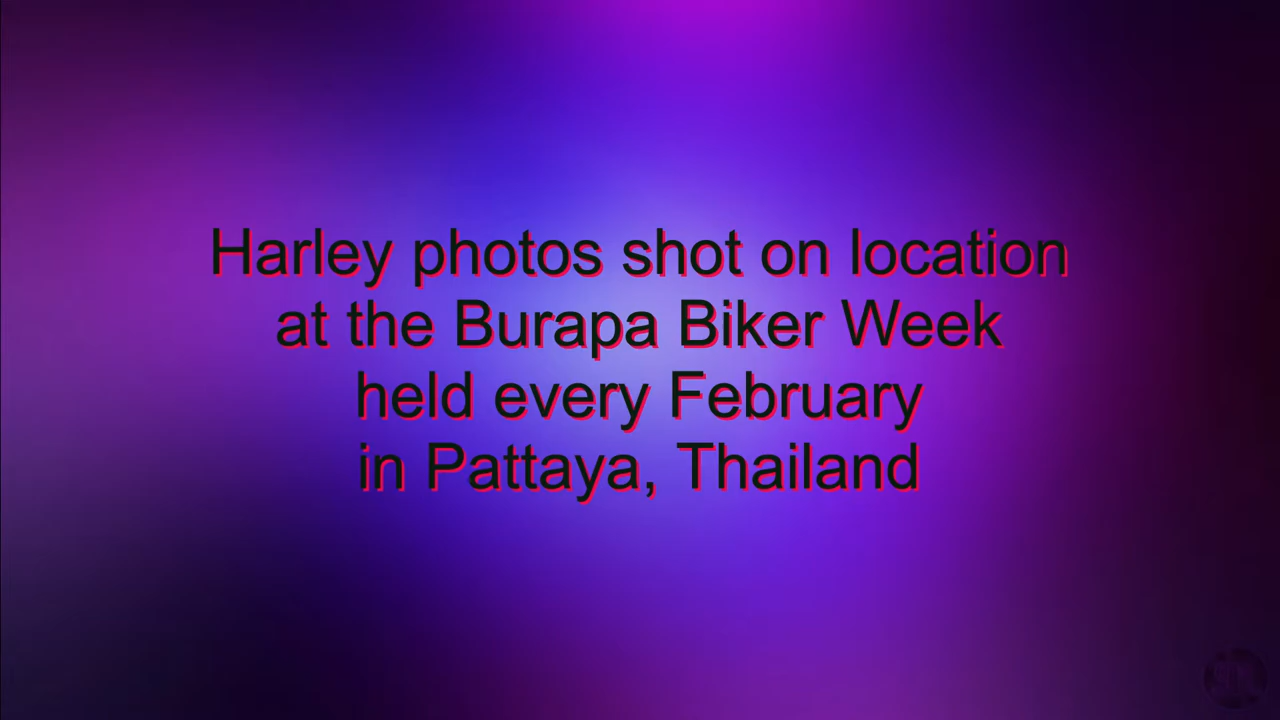 Harley photos shot on location
at the Burapa Biker Week
held every February
in Pattaya, Thailand